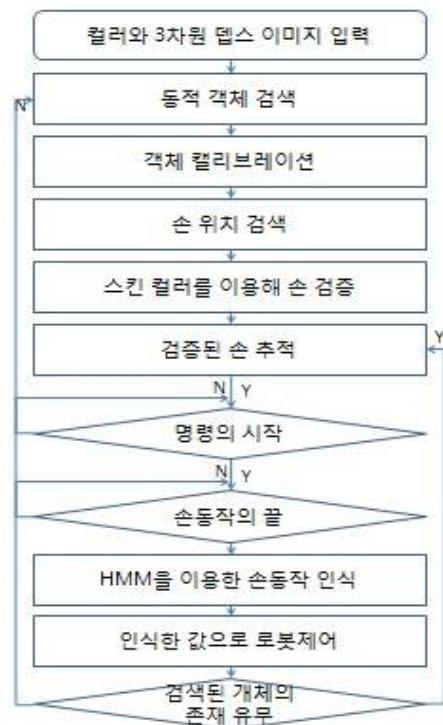 컬러와 3차원 뎁스 이미지 입력
N
동적 객체 검색
객체 캘리브레이션
손 위치 검색
스킨 컬러를 이용해 손 검증
Y
검증된 손 추적
N Y
명령의 시작
N Y
손동작의 끝
HMM을 이용한 손동작 인식
인식한 값으로 로봇제어
검색된 개체의
존재 유무